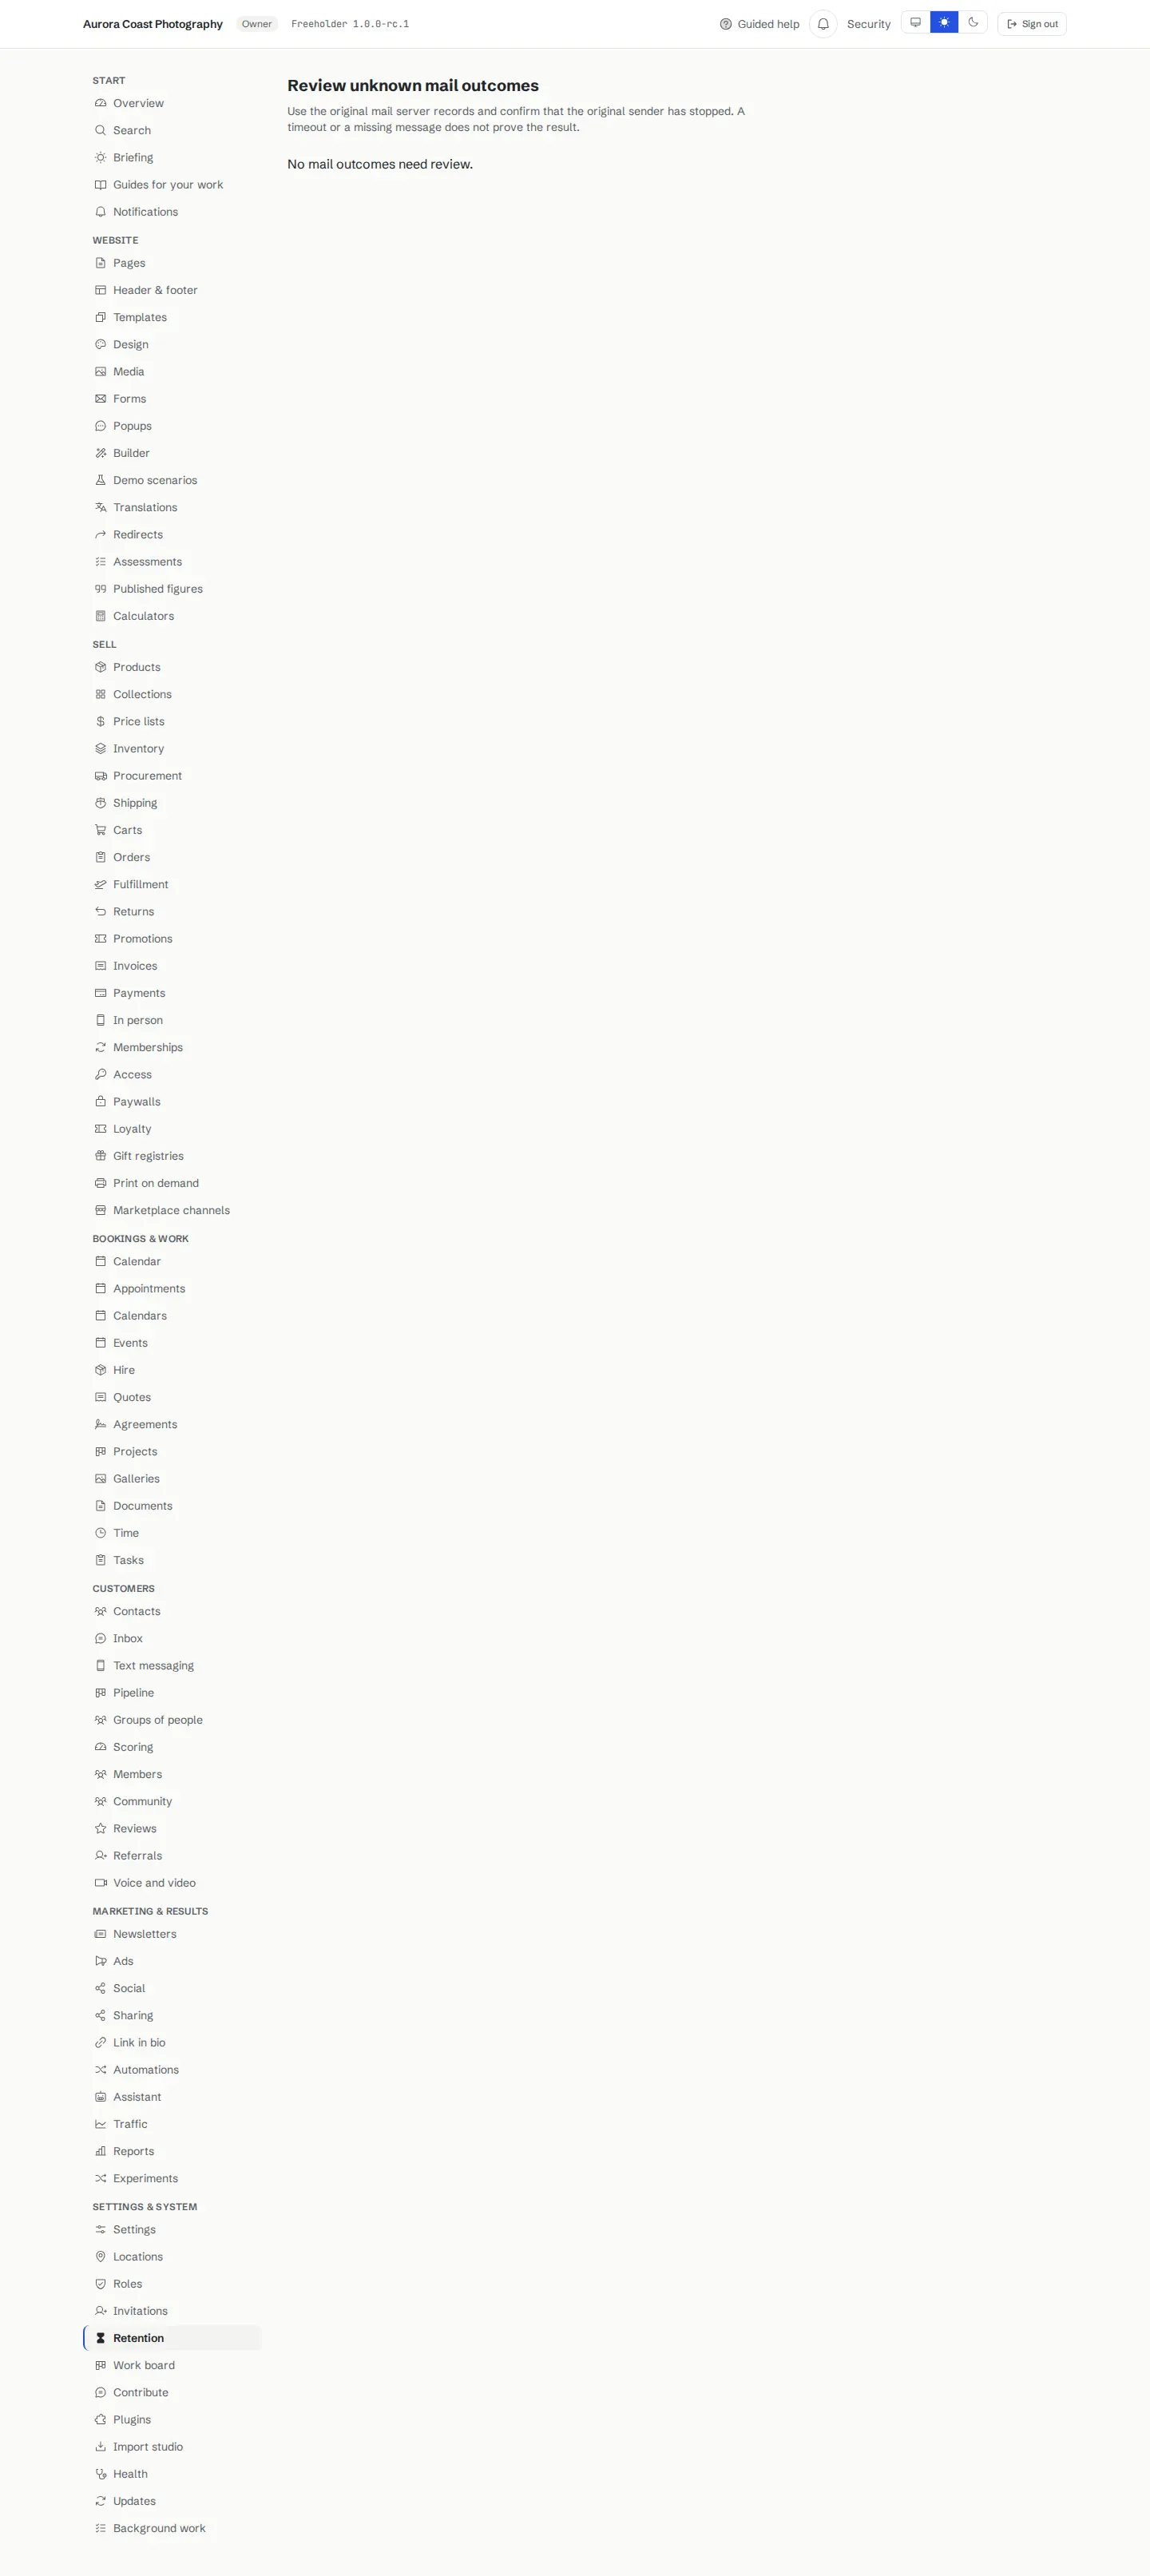 Aurora Coast Photography Owner Freeholder 1.0.0-rc.1 Guided help Security Sign out
START
Overview
Search
Briefing
Guides for your work
Notifications
WEBSITE
Pages
Header & footer
Templates
Design
Media
Forms
Popups
Builder
Demo scenarios
Translations
Redirects
Assessments
Published figures
Calculators
SELL
Products
Collections
Price lists
Inventory
Procurement
Shipping
Carts
Orders
Fulfillment
Returns
Promotions
Invoices
Payments
In person
Memberships
Access
Paywalls
Loyalty
Gift registries
Print on demand
Marketplace channels
BOOKINGS & WORK
Calendar
Appointments
Calendars
Events
Hire
Quotes
Agreements
Projects
Galleries
Documents
Time
Tasks
CUSTOMERS
Contacts
Inbox
Text messaging
Pipeline
Groups of people
Scoring
Members
Community
Reviews
Referrals
Voice and video
MARKETING & RESULTS
Newsletters
Ads
Social
Sharing
Link in bio
Automations
Assistant
Traffic
Reports
Experiments
SETTINGS & SYSTEM
Settings
Locations
Roles
Invitations
Retention
Work board
Contribute
Plugins
Import studio
Health
Updates
Background work
Review unknown mail outcomes
Use the original mail server records and confirm that the original sender has stopped. A
timeout or a missing message does not prove the result.
No mail outcomes need review.